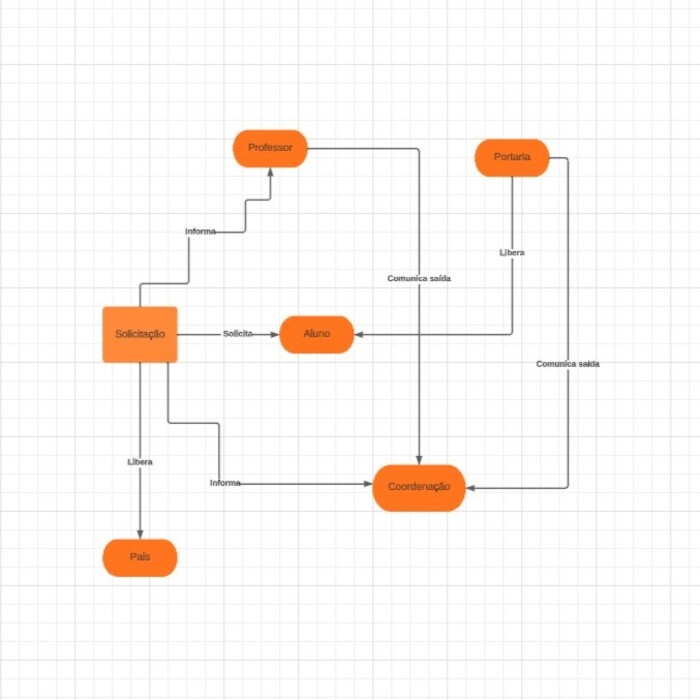 Professor
Portaria
Informa
Libera
Comunica saída
Solicitação
Solicita
Aluno
Comunica saída
Libera
Informa
Coordenação
Pais